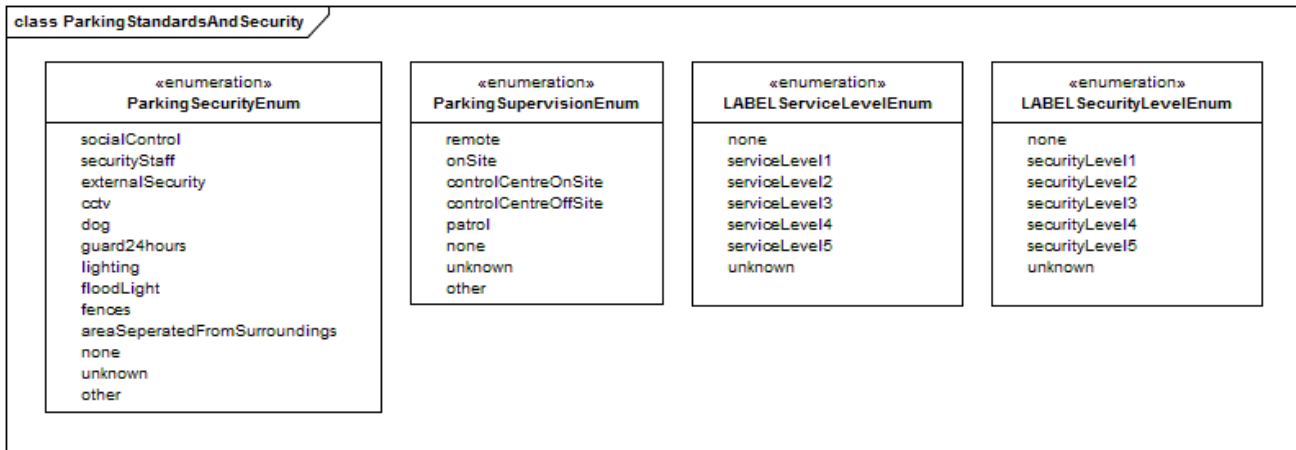 class ParkingStandardsAndSecurity
«enumeration»
ParkingSecurityEnum
socialControl
securityStaff
externalSecurity
cctv
dog
guard24hours
lighting
floodLight
fences
areaSeperatedFromSurroundings
none
unknown
other
«enumeration»
ParkingSupervisionEnum
remote
onSite
controlCentreOnSite
controlCentreOffSite
patrol
none
unknown
other
«enumeration»
LABELServiceLevelEnum
none
serviceLevel1
serviceLevel2
serviceLevel3
serviceLevel4
serviceLevel5
unknown
«enumeration»
LABELSecurityLevelEnum
none
securityLevel1
securityLevel2
securityLevel3
securityLevel4
securityLevel5
unknown